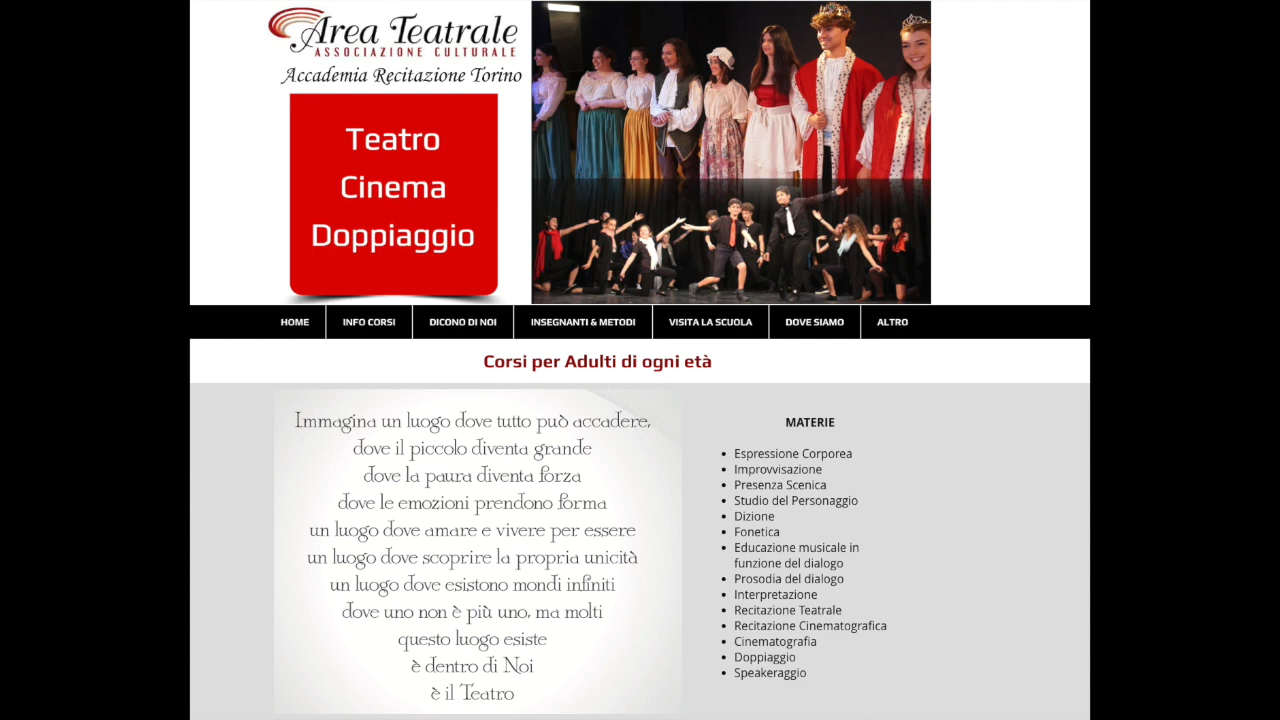 Area Teatrale
ASSOCIAZIONE CULTURALE
Accademia Recitazione Torino
Teatro
Cinema
Doppiaggio
HOME
INFO CORSI
DICONO DI NOI
INSEGNANTI & METODI
VISITA LA SCUOLA
DOVE SIAMO
ALTRO
Corsi per Adulti di ogni età
Immagina un luogo dove tutto può accadere,
dove il piccolo diventa grande
dove la paura diventa forza
dove le emozioni prendono forma
un luogo dove amare e vivere per essere
un luogo dove scoprire la propria unicità
un luogo dove esistono mondi infiniti
dove uno non è più uno, ma molti
questo luogo esiste
è dentro di Noi
è il Teatro
MATERIE
• Espressione Corporea
• Improvvisazione
• Presenza Scenica
• Studio del Personaggio
• Dizione
• Fonetica
• Educazione musicale in
funzione del dialogo
• Prosodia del dialogo
• Interpretazione
• Recitazione Teatrale
• Recitazione Cinematografica
• Cinematografia
• Doppiaggio
• Speakeraggio